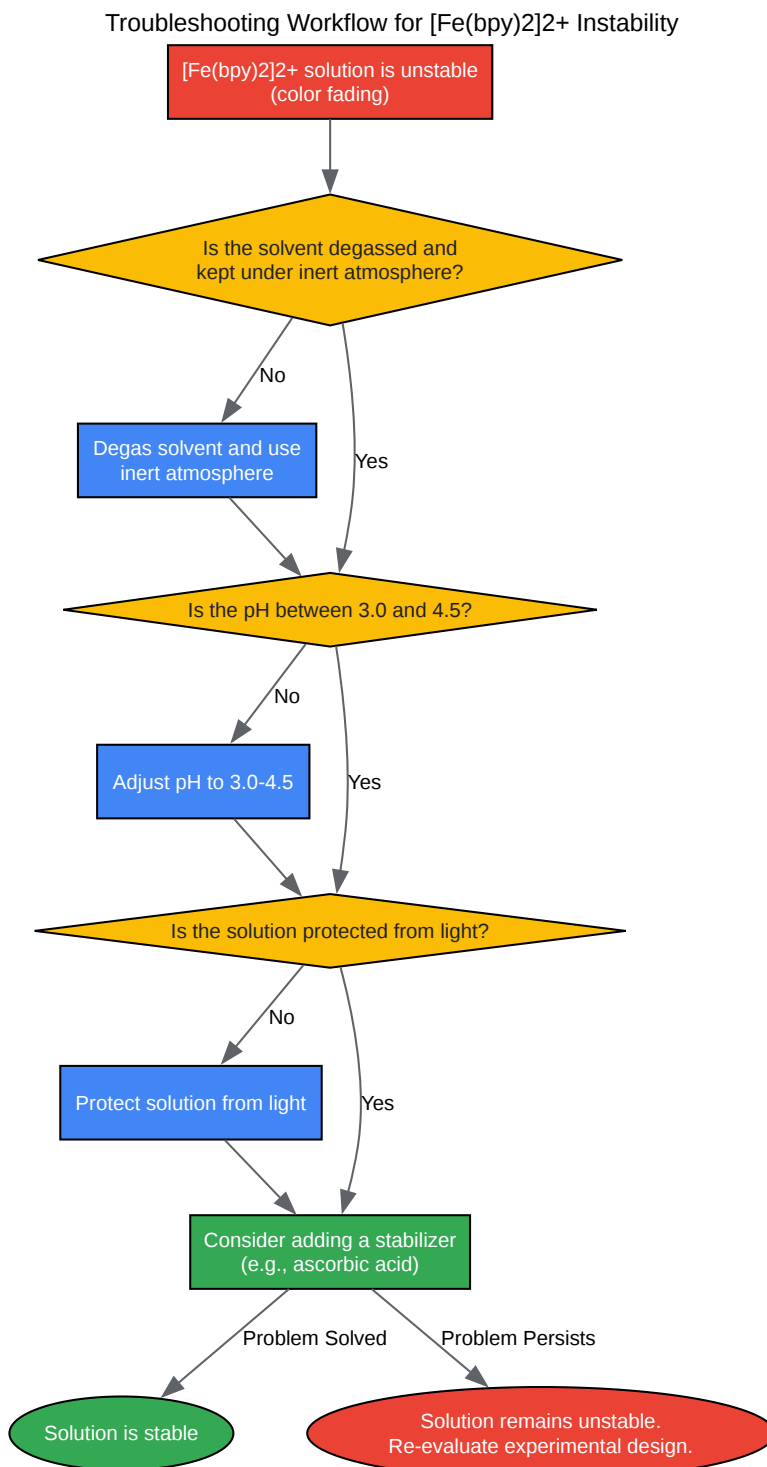 Troubleshooting Workflow for [Fe(bpy)2]2+ Instability
[Fe(bpy)2]2+ solution is unstable
(color fading)
Is the solvent degassed and
kept under inert atmosphere?
No
Degas solvent and use
inert atmosphere
Yes
Is the pH between 3.0 and 4.5?
No
Adjust pH to 3.0-4.5
Yes
Is the solution protected from light?
No
Protect solution from light
Yes
Consider adding a stabilizer
(e.g., ascorbic acid)
Problem Solved
Problem Persists
Solution is stable
Solution remains unstable.
Re-evaluate experimental design.